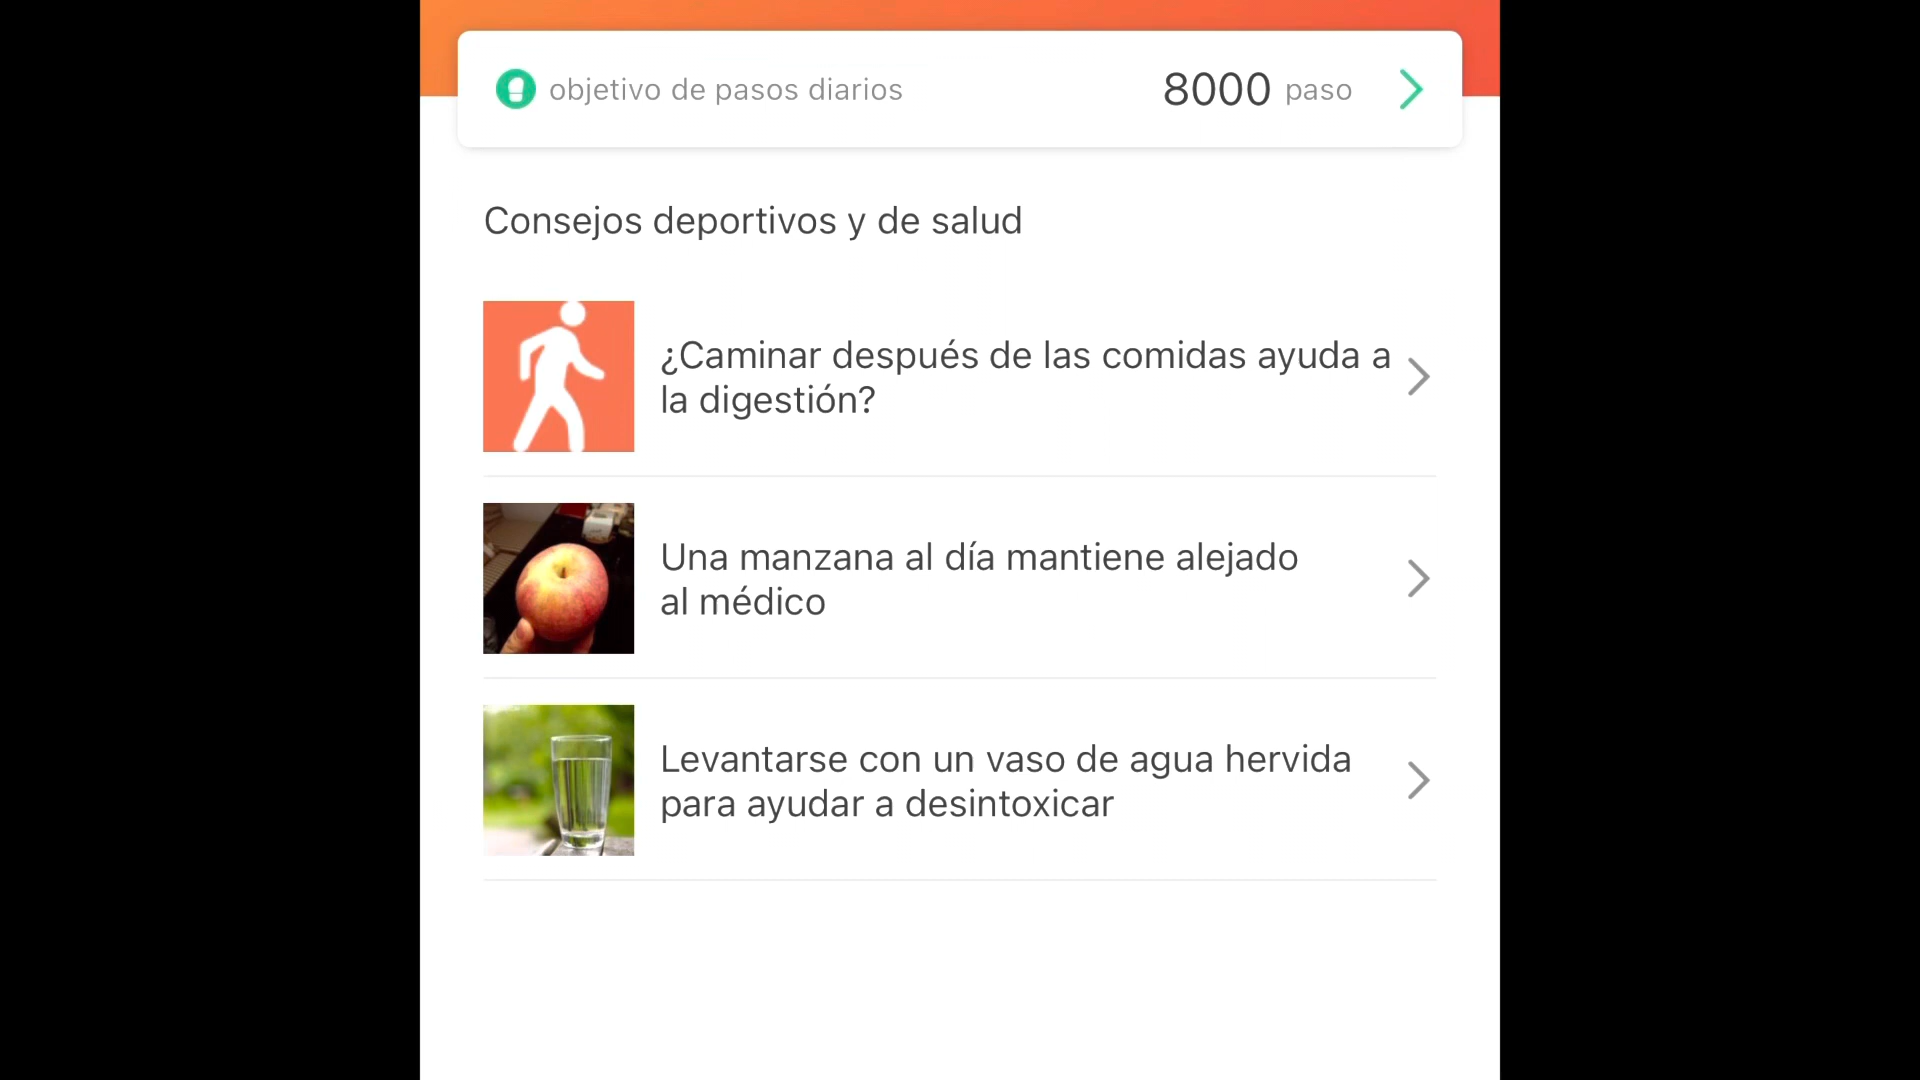 objetivo de pasos diarios 8000 paso
Consejos deportivos y de salud
¿Caminar después de las comidas ayuda a
la digestión?
Una manzana al día mantiene alejado
al médico
Levantarse con un vaso de agua hervida
para ayudar a desintoxicar